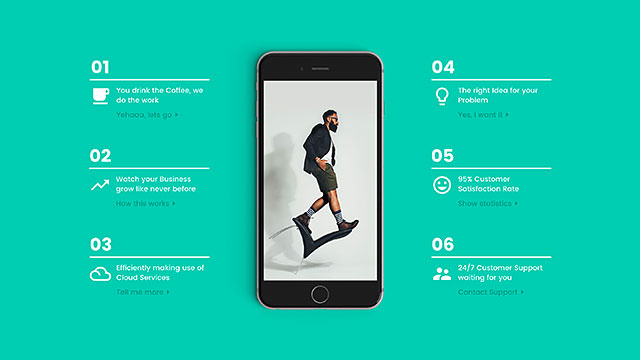 01
You drink the Coffee, we
do the work
Yehaaa, lets go
02
Watch your Business
grow like never before
How this works
03
Efficiently making use of
Cloud Services
Tell me more
04
The right Idea for your
Problem
Yes, I want it
05
95% Customer
Satisfaction Rate
Show statistics
06
24/7 Customer Support
waiting for you
Contact Support